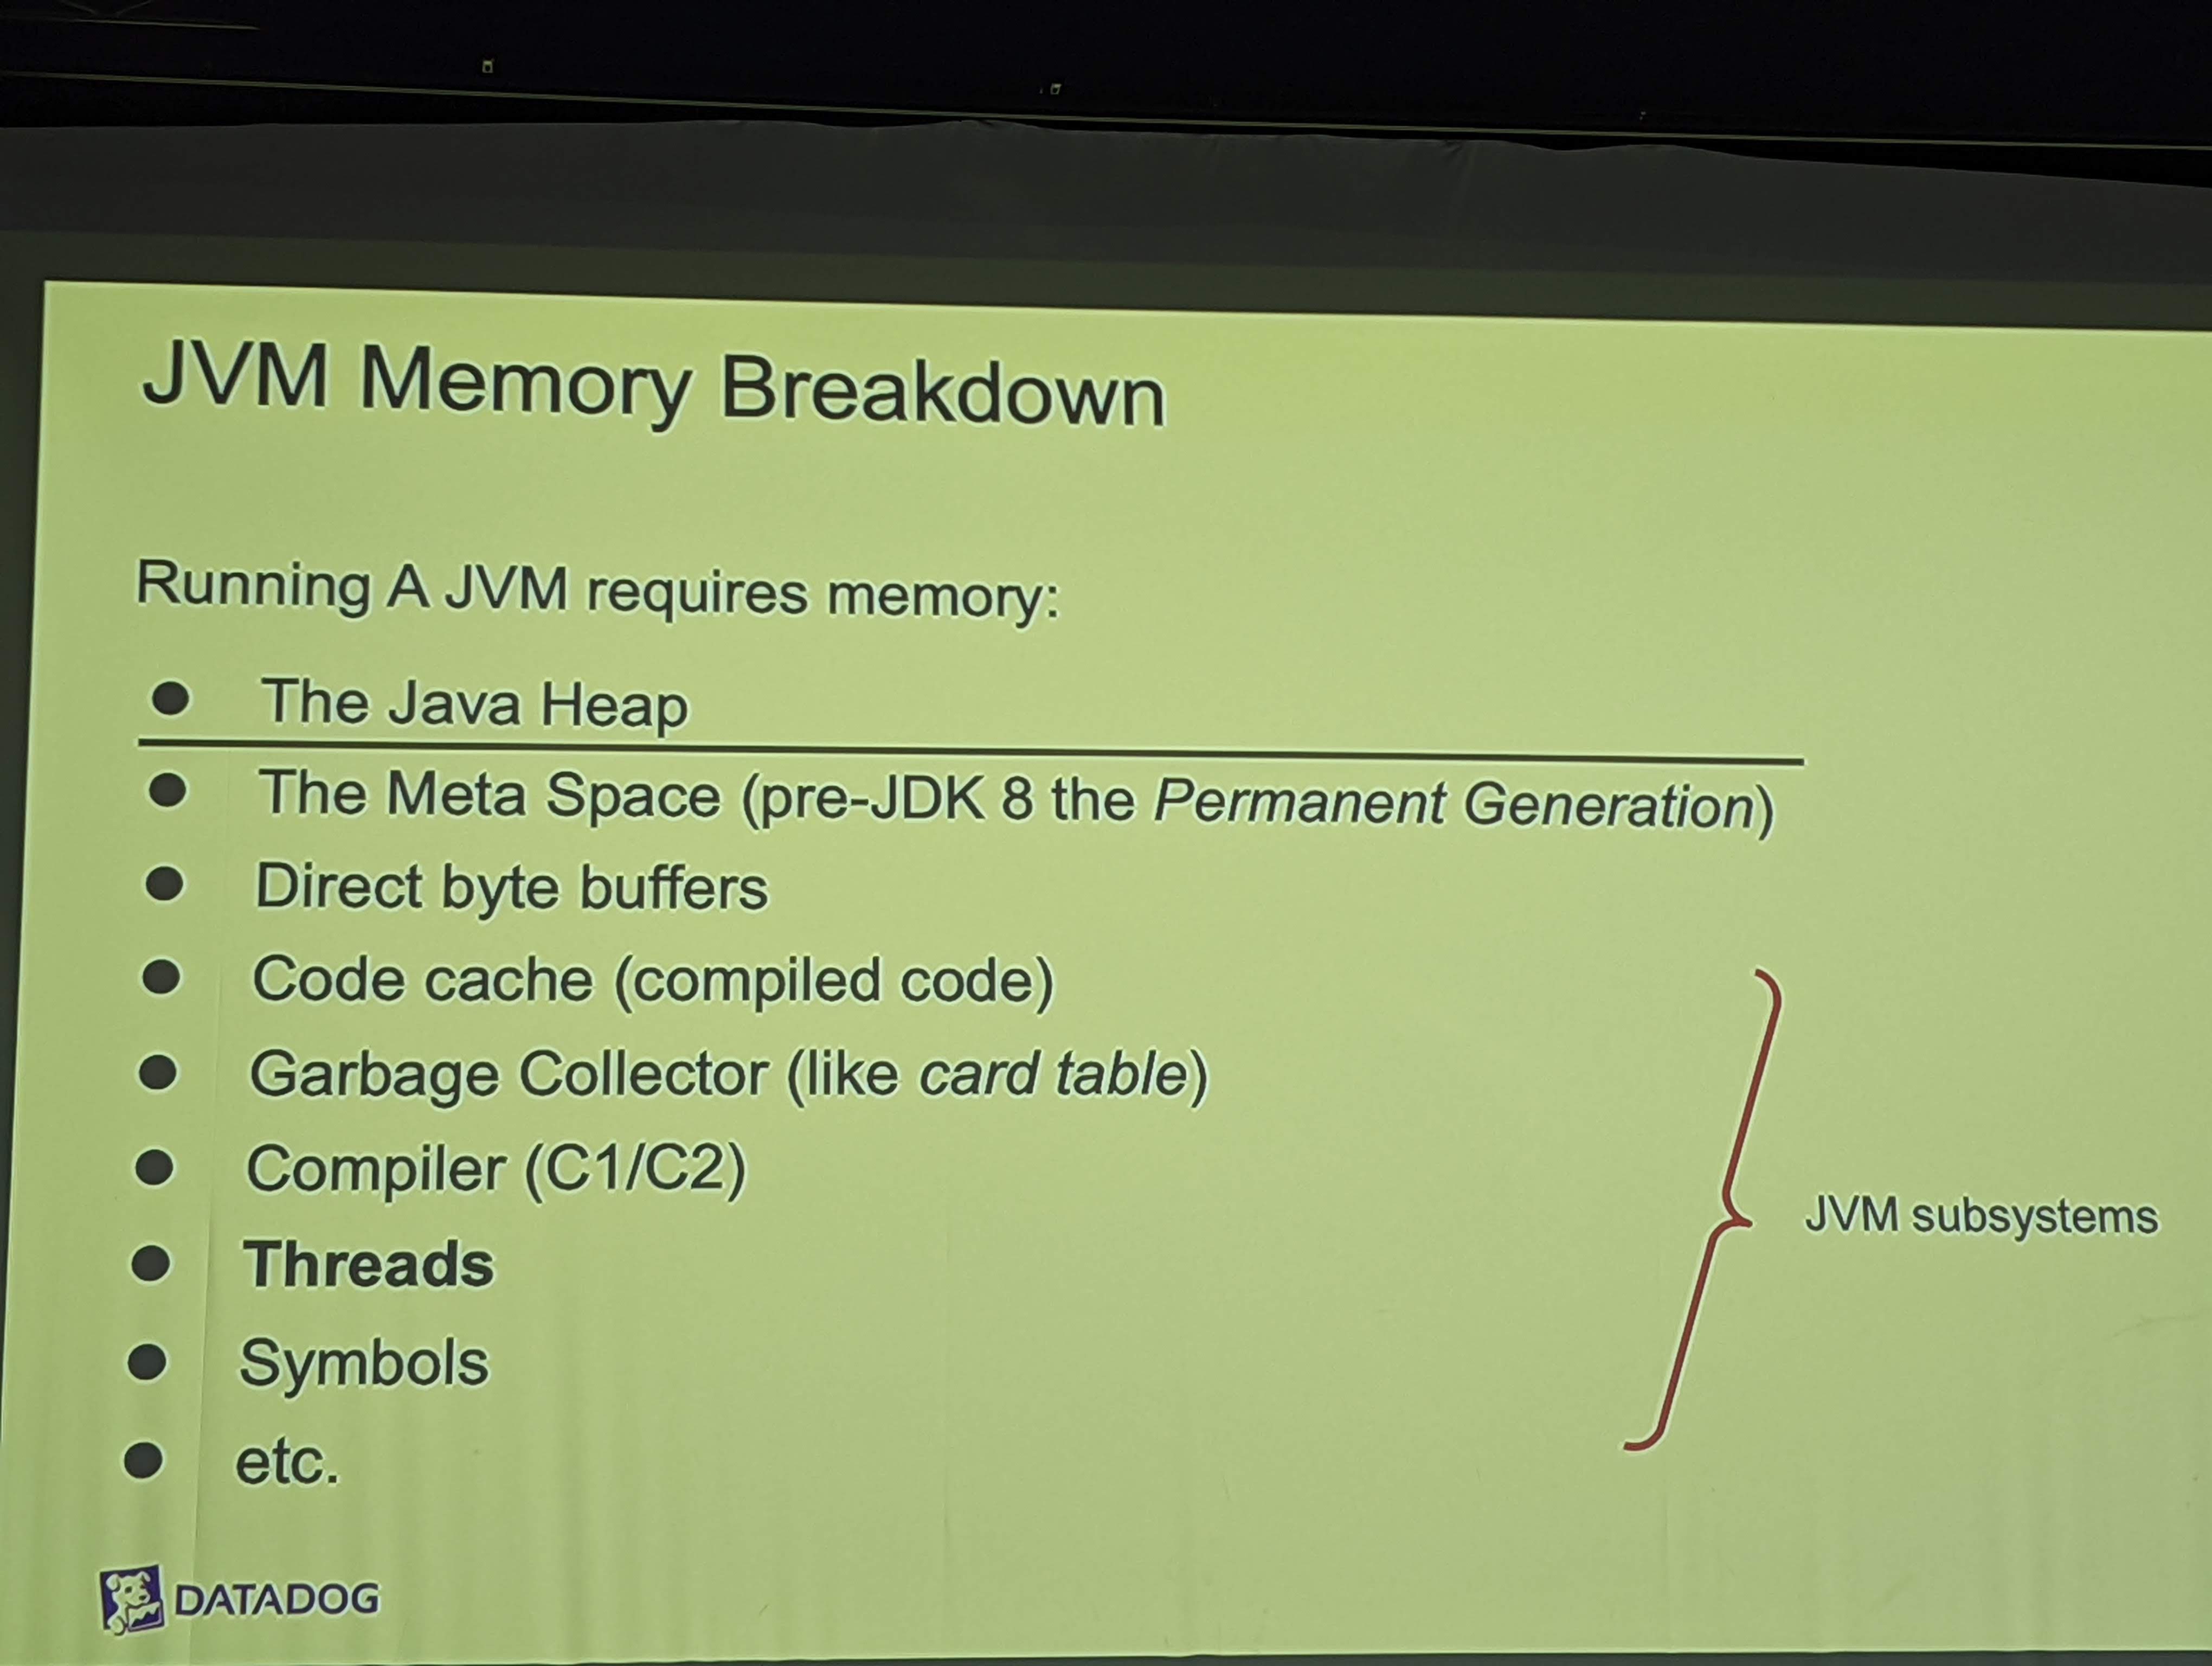 JVM Memory Breakdown
Running A JVM requires memory:
● The Java Heap
● The Meta Space (pre-JDK 8 the Permanent Generation)
● Direct byte buffers
● Code cache (compiled code)
● Garbage Collector (like card table)
● Compiler (C1/C2)
● Threads
● Symbols
● etc.
JVM subsystems
DATADOG